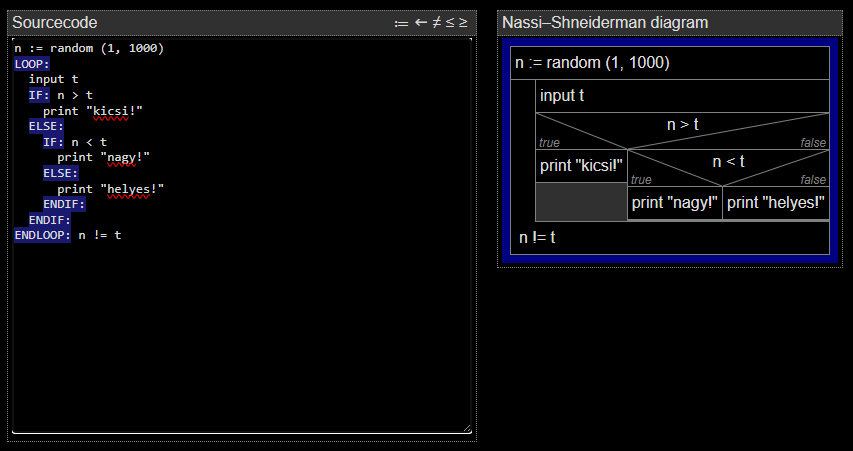 Sourcecode ≔ ← ≠ ≤ ≥
n := random (1, 1000)
LOOP:
input t
IF: n > t
print "kicsi!"
ELSE:
IF: n < t
print "nagy!"
ELSE:
print "helyes!"
ENDIF:
ENDIF:
ENDLOOP: n != t
Nassi–Shneiderman diagram
n := random (1, 1000)
input t
n > t
true false
print "kicsi!"
n < t
true false
print "nagy!" print "helyes!"
n != t